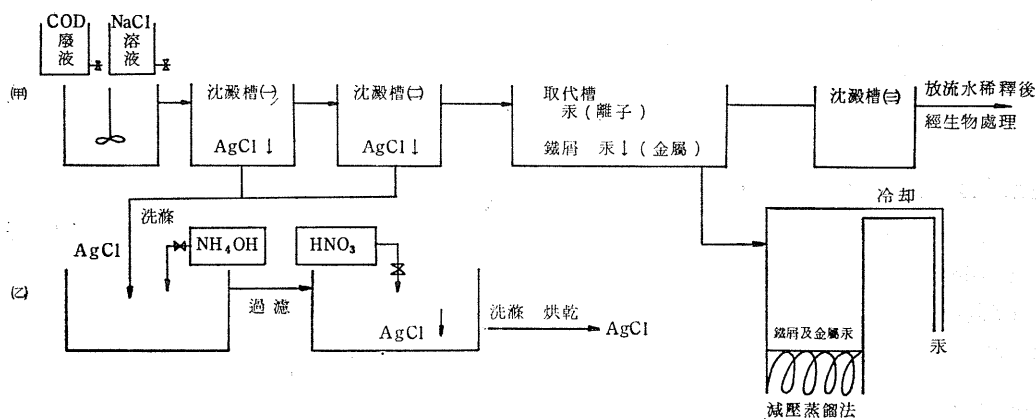 COD
廢
液
NaCl
溶
液
㈙
沈澱槽㈠
AgCl↓
沈澱槽㈡
AgCl↓
取代槽
汞(離子)
鐵屑 汞↓(金屬)
沈澱槽㈢
放流水稀釋後
經生物處理
冷却
洗滌
AgCl
NH₄OH
HNO₃
㈚
過濾
AgCl ↓
洗滌 烘乾
AgCl
鐵屑及金屬汞
汞
減壓蒸餾法